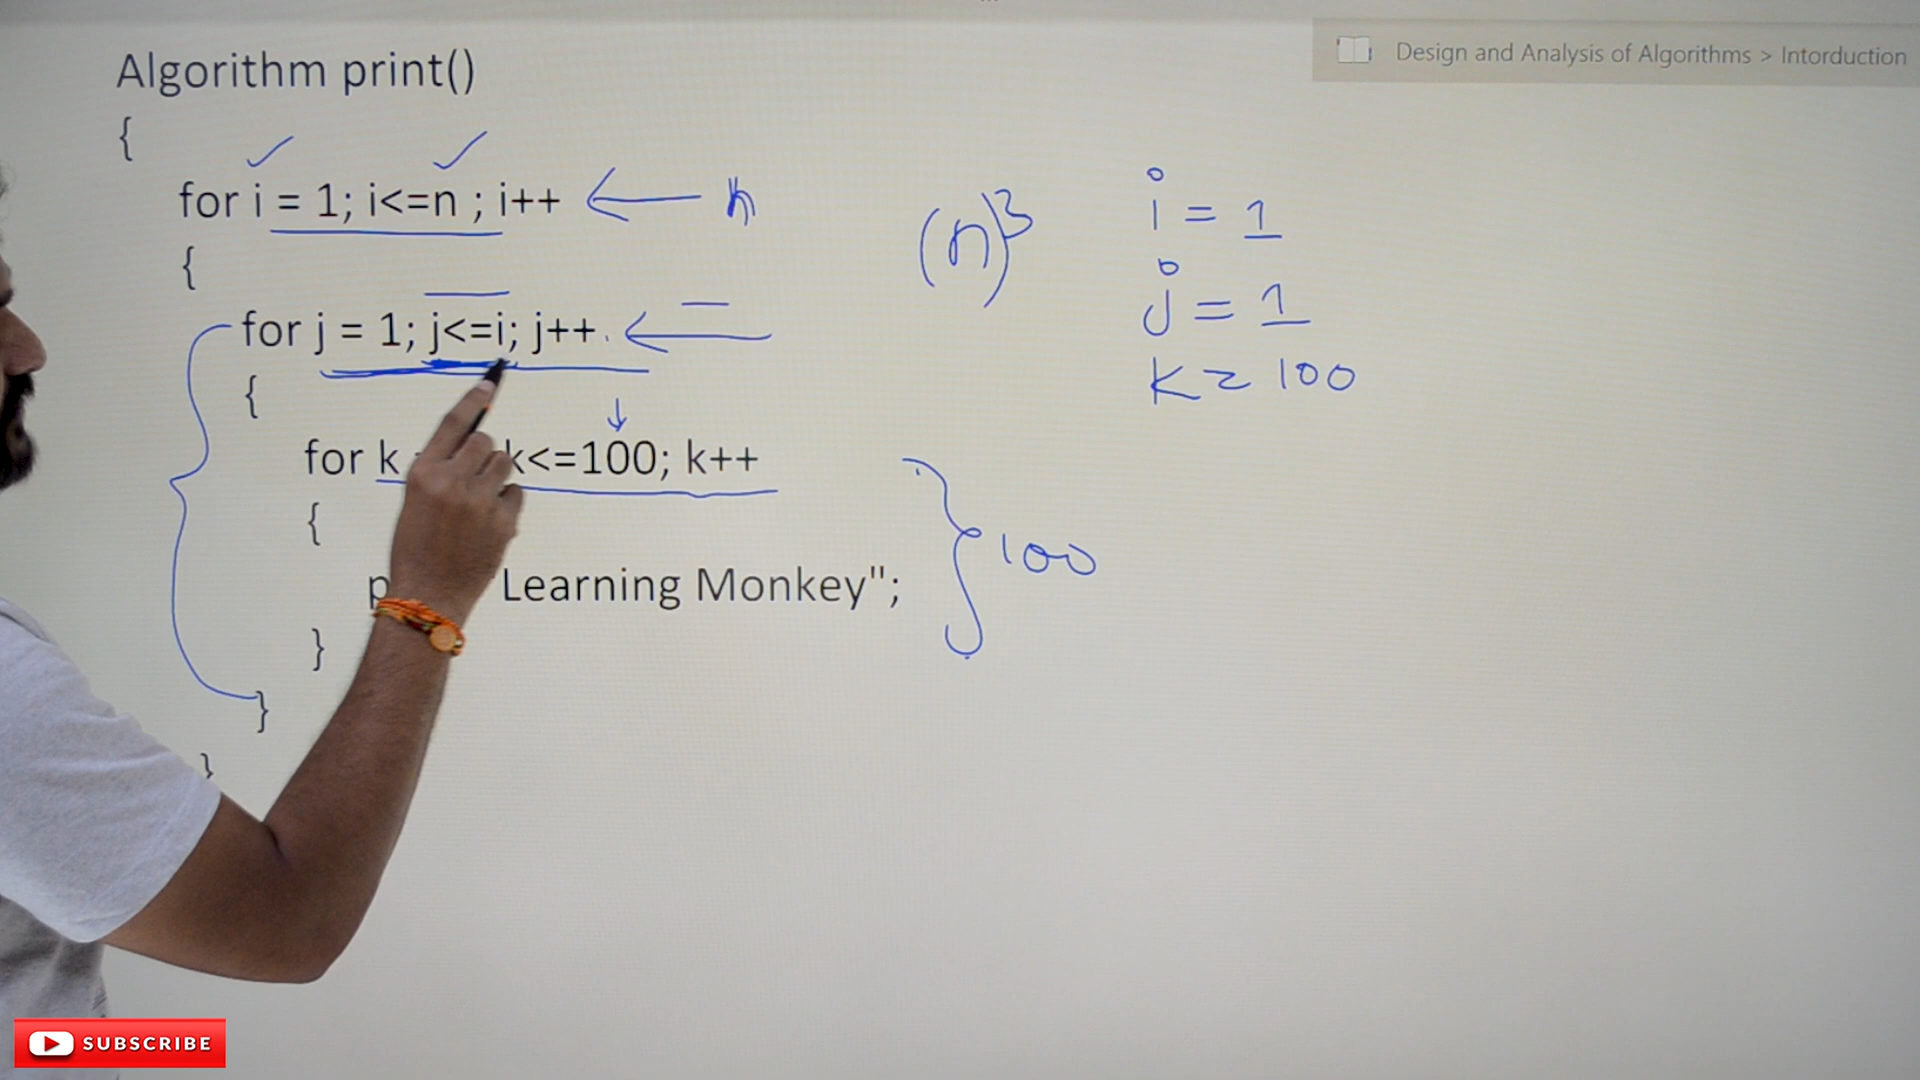 Design and Analysis of Algorithms > Intorduction
Algorithm print()
{
for i = 1; i<=n ; i++ n
{
for j = 1; j<=i; j++
{
for k k<=100; k++
{
Learning Monkey";
}
}
}
(n)3
i = 1
j = 1
k = 100
100
SUBSCRIBE